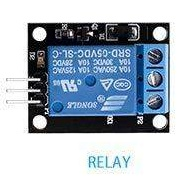 SRD-05VDC-SL-C
10A 250VAC 10A 125VAC
10A 30VDC 10A 28VDC
SONGLE
RELAY